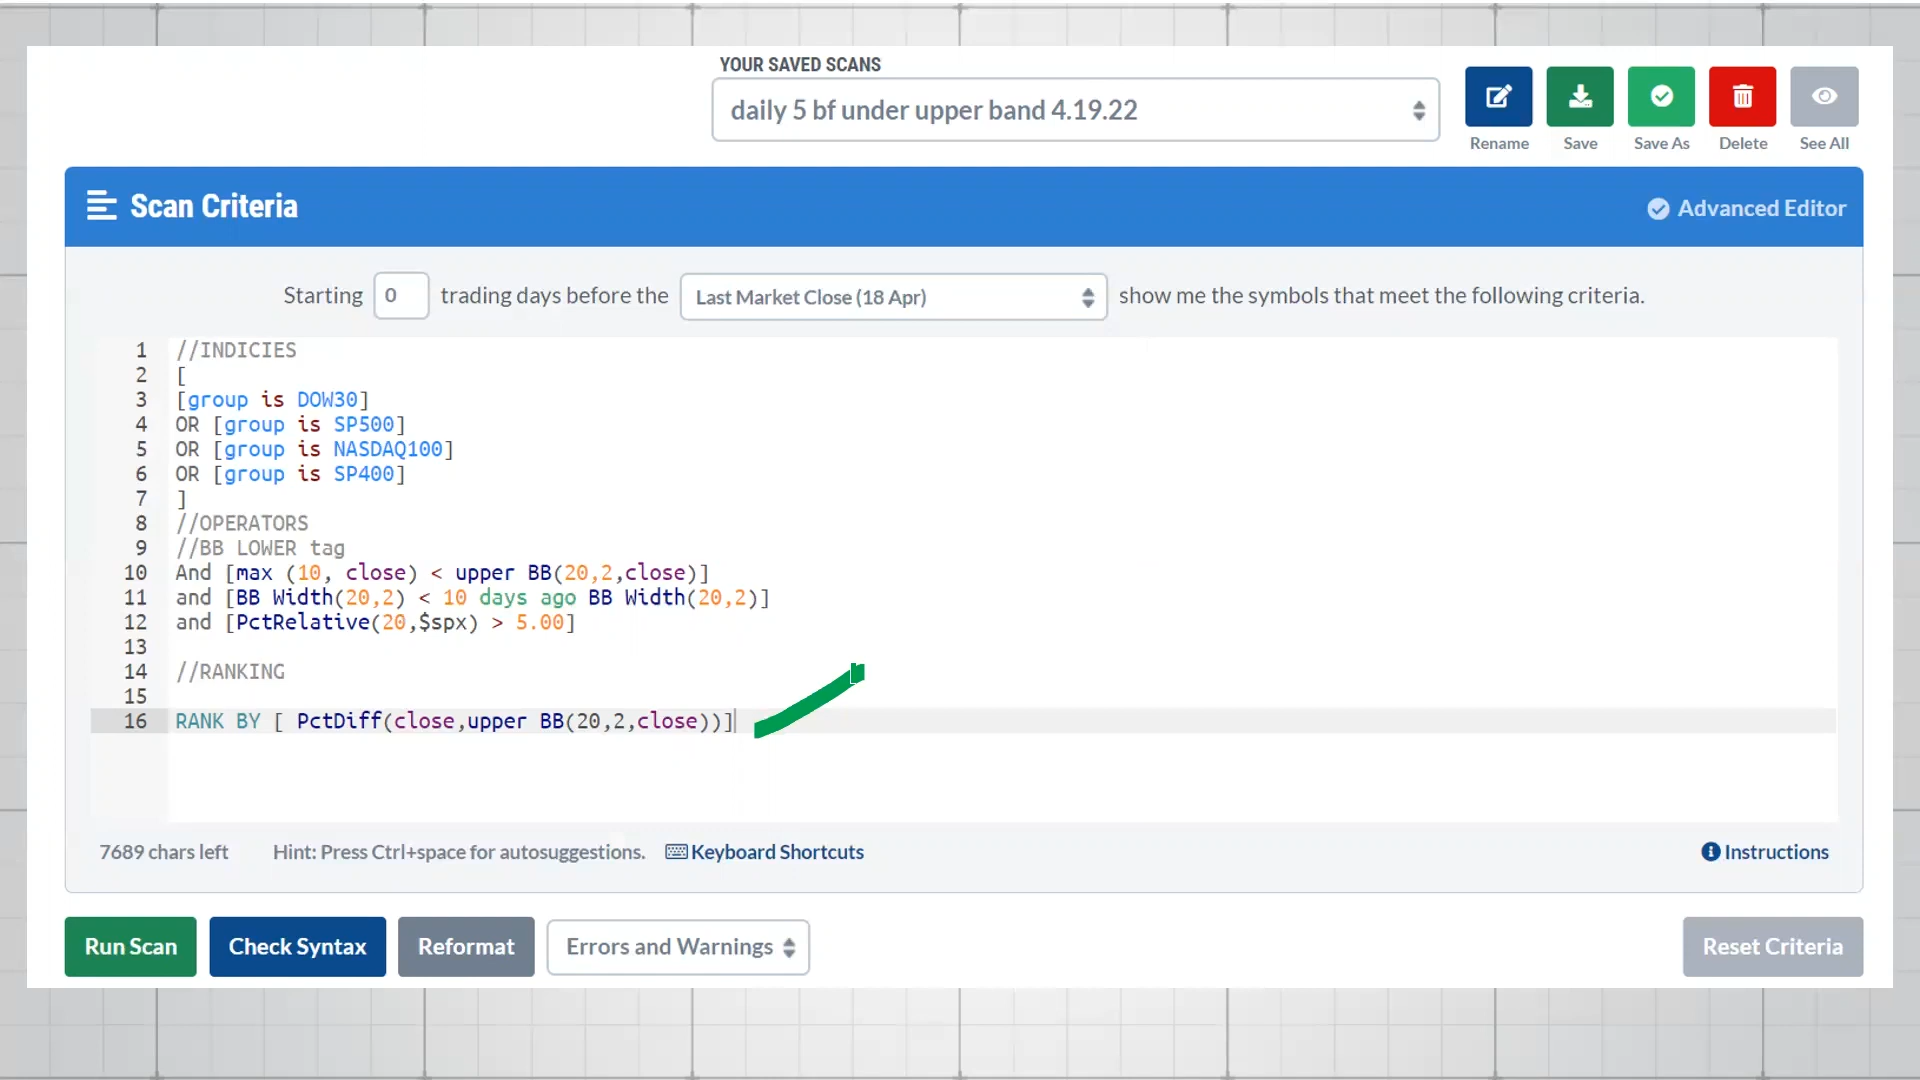 YOUR SAVED SCANS
daily 5 bf under upper band 4.19.22
Rename
Save
Save As
Delete
See All
Scan Criteria
Advanced Editor
Starting 0 trading days before the Last Market Close (18 Apr) show me the symbols that meet the following criteria.
1 //INDICIES
2 [
3 [group is DOW30]
4 OR [group is SP500]
5 OR [group is NASDAQ100]
6 OR [group is SP400]
7 ]
8 //OPERATORS
9 //BB LOWER tag
10 And [max (10, close) < upper BB(20,2,close)]
11 and [BB Width(20,2) < 10 days ago BB Width(20,2)]
12 and [PctRelative(20,$spx) > 5.00]
13
14 //RANKING
15
16 RANK BY [ PctDiff(close,upper BB(20,2,close))]
7689 chars left
Hint: Press Ctrl+space for autosuggestions.
Keyboard Shortcuts
Instructions
Run Scan
Check Syntax
Reformat
Errors and Warnings
Reset Criteria